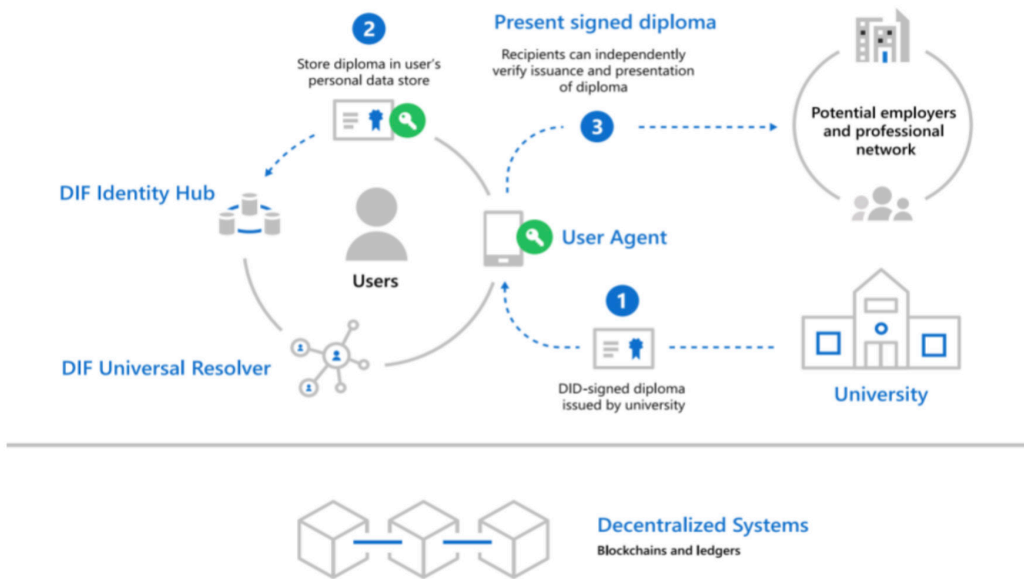 2
Store diploma in user's
personal data store
Present signed diploma
Recipients can independently
verify issuance and presentation
of diploma
3
Potential employers
and professional
network
DIF Identity Hub
Users
User Agent
1
DID-signed diploma
issued by university
University
DIF Universal Resolver
Decentralized Systems
Blockchains and ledgers